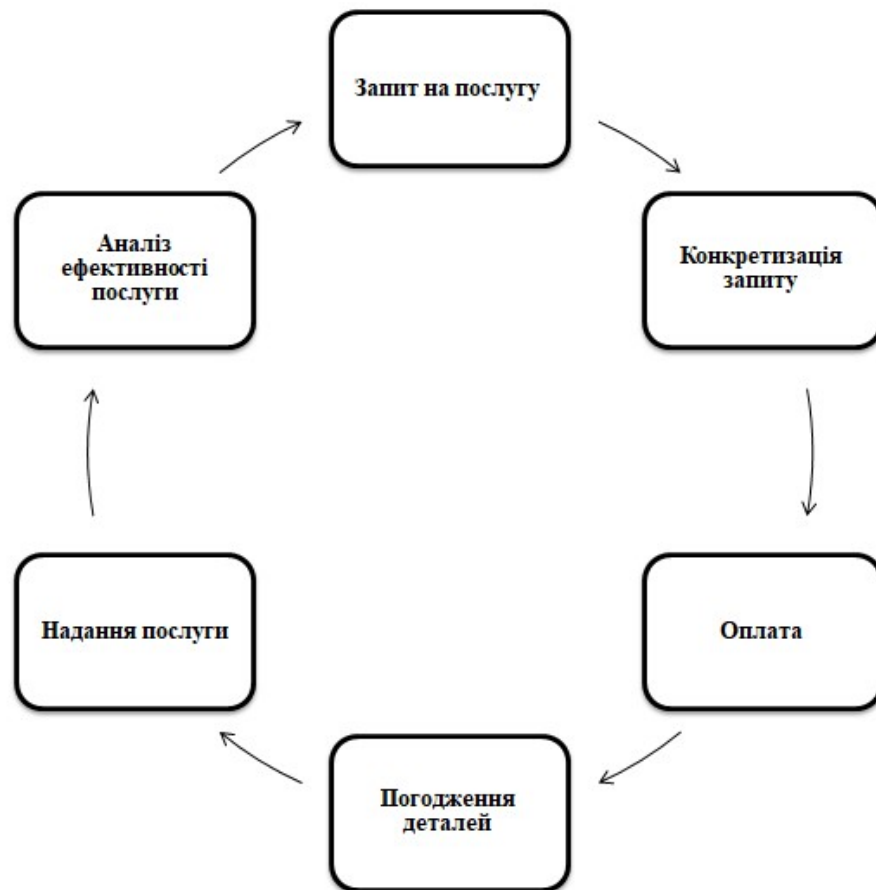 Запит на послугу
Конкретизація
запиту
Оплата
Погодження
деталей
Надання послуги
Аналіз
ефективності
послуги